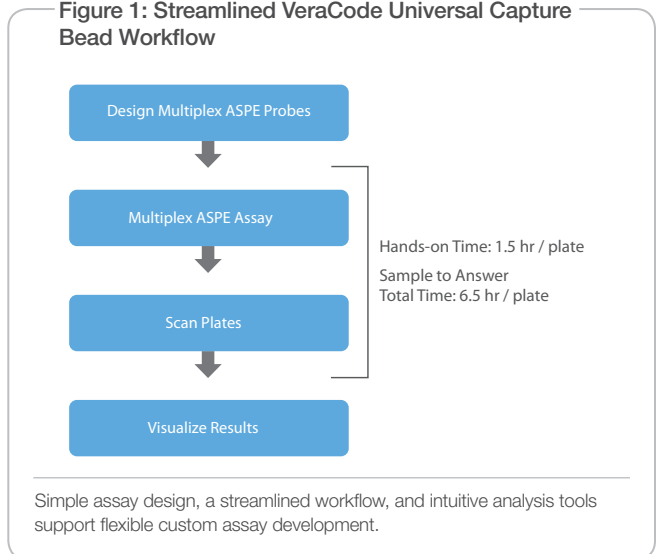 Figure 1: Streamlined VeraCode Universal Capture
Bead Workflow
Design Multiplex ASPE Probes
Multiplex ASPE Assay
Hands-on Time: 1.5 hr / plate
Sample to Answer
Total Time: 6.5 hr / plate
Scan Plates
Visualize Results
Simple assay design, a streamlined workflow, and intuitive analysis tools
support flexible custom assay development.